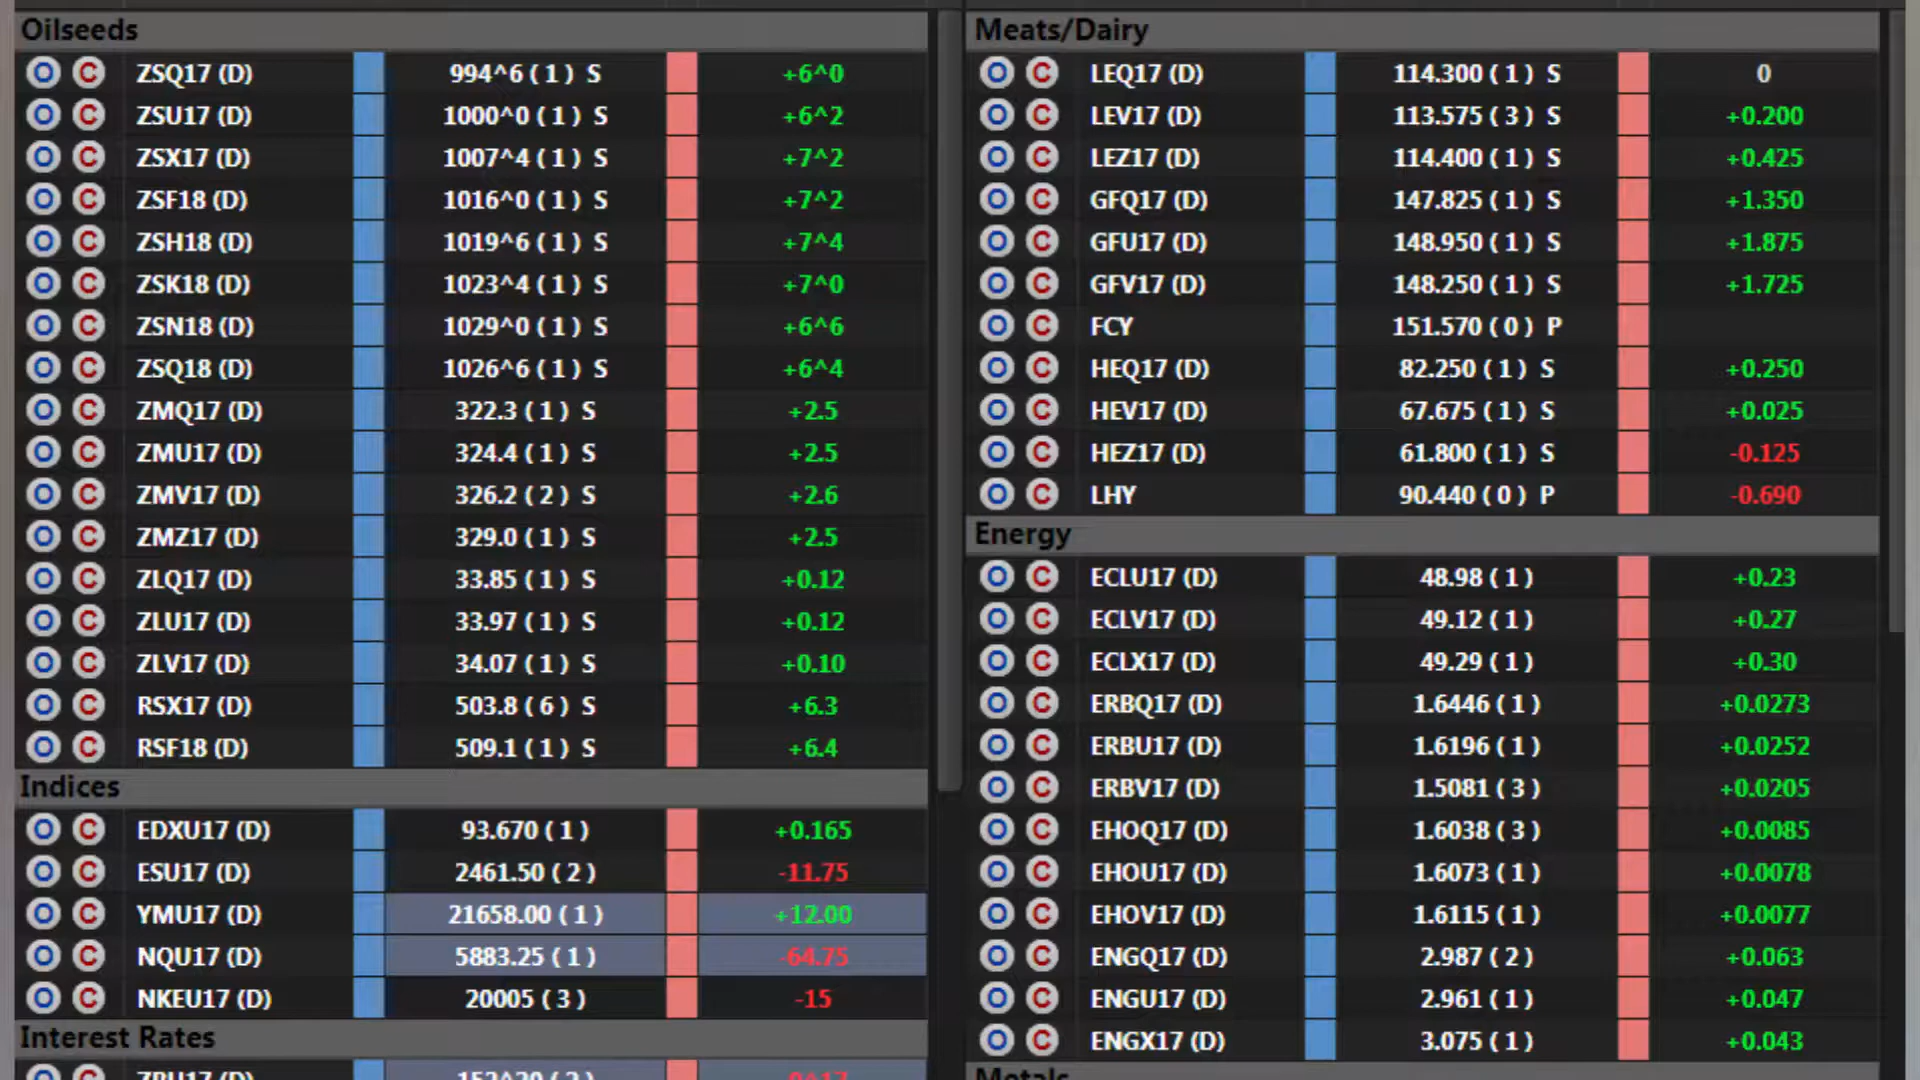 Oilseeds
O C ZSQ17 (D) 994^6 ( 1 ) S +6^0
O C ZSU17 (D) 1000^0 ( 1 ) S +6^2
O C ZSX17 (D) 1007^4 ( 1 ) S +7^2
O C ZSF18 (D) 1016^0 ( 1 ) S +7^2
O C ZSH18 (D) 1019^6 ( 1 ) S +7^4
O C ZSK18 (D) 1023^4 ( 1 ) S +7^0
O C ZSN18 (D) 1029^0 ( 1 ) S +6^6
O C ZSQ18 (D) 1026^6 ( 1 ) S +6^4
O C ZMQ17 (D) 322.3 ( 1 ) S +2.5
O C ZMU17 (D) 324.4 ( 1 ) S +2.5
O C ZMV17 (D) 326.2 ( 2 ) S +2.6
O C ZMZ17 (D) 329.0 ( 1 ) S +2.5
O C ZLQ17 (D) 33.85 ( 1 ) S +0.12
O C ZLU17 (D) 33.97 ( 1 ) S +0.12
O C ZLV17 (D) 34.07 ( 1 ) S +0.10
O C RSX17 (D) 503.8 ( 6 ) S +6.3
O C RSF18 (D) 509.1 ( 1 ) S +6.4
Indices
O C EDXU17 (D) 93.670 ( 1 ) +0.165
O C ESU17 (D) 2461.50 ( 2 ) -11.75
O C YMU17 (D) 21658.00 ( 1 ) +12.00
O C NQU17 (D) 5883.25 ( 1 ) -64.75
O C NKEU17 (D) 20005 ( 3 ) -15
Interest Rates
Meats/Dairy
O C LEQ17 (D) 114.300 ( 1 ) S 0
O C LEV17 (D) 113.575 ( 3 ) S +0.200
O C LEZ17 (D) 114.400 ( 1 ) S +0.425
O C GFQ17 (D) 147.825 ( 1 ) S +1.350
O C GFU17 (D) 148.950 ( 1 ) S +1.875
O C GFV17 (D) 148.250 ( 1 ) S +1.725
O C FCY 151.570 ( 0 ) P
O C HEQ17 (D) 82.250 ( 1 ) S +0.250
O C HEV17 (D) 67.675 ( 1 ) S +0.025
O C HEZ17 (D) 61.800 ( 1 ) S -0.125
O C LHY 90.440 ( 0 ) P -0.690
Energy
O C ECLU17 (D) 48.98 ( 1 ) +0.23
O C ECLV17 (D) 49.12 ( 1 ) +0.27
O C ECLX17 (D) 49.29 ( 1 ) +0.30
O C ERBQ17 (D) 1.6446 ( 1 ) +0.0273
O C ERBU17 (D) 1.6196 ( 1 ) +0.0252
O C ERBV17 (D) 1.5081 ( 3 ) +0.0205
O C EHOQ17 (D) 1.6038 ( 3 ) +0.0085
O C EHOU17 (D) 1.6073 ( 1 ) +0.0078
O C EHOV17 (D) 1.6115 ( 1 ) +0.0077
O C ENGQ17 (D) 2.987 ( 2 ) +0.063
O C ENGU17 (D) 2.961 ( 1 ) +0.047
O C ENGX17 (D) 3.075 ( 1 ) +0.043
Metals